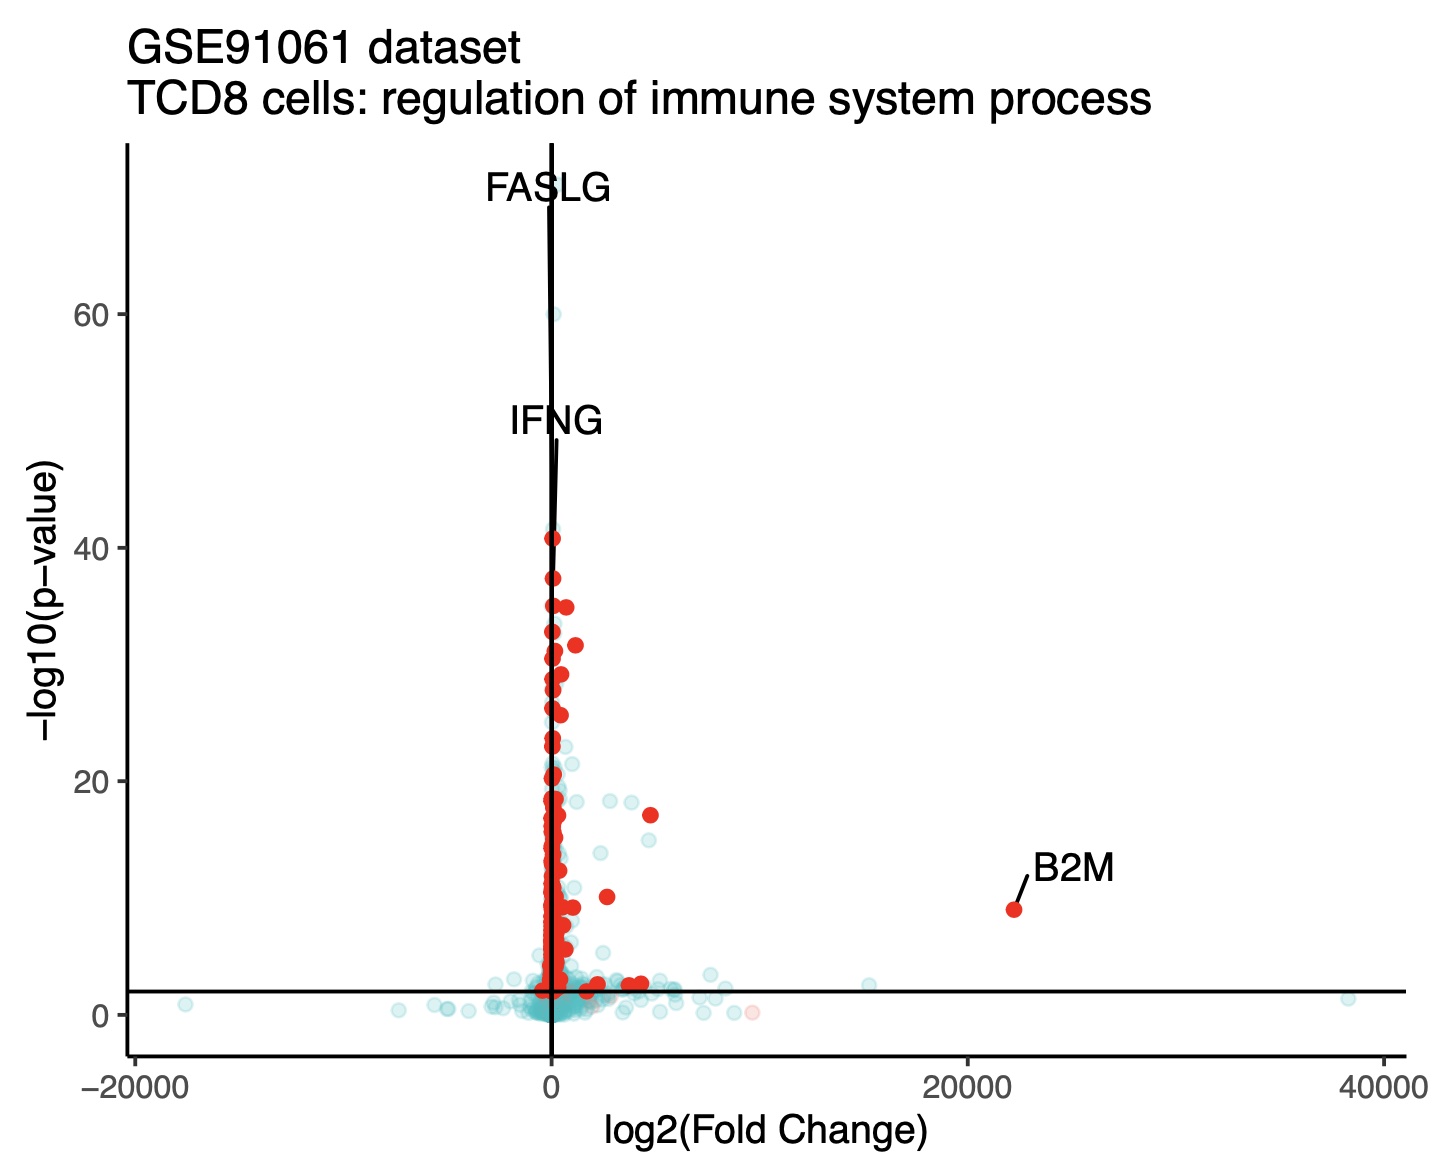 GSE91061 dataset
TCD8 cells: regulation of immune system process
FASLG
60
IFNG
40
20
B2M
0
−log10(p−value)
−20000
0
20000
40000
log2(Fold Change)